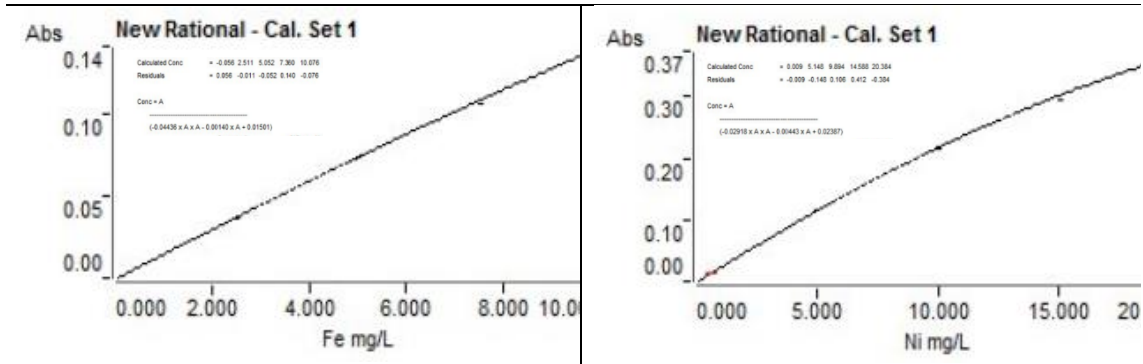 New Rational - Cal. Set 1
Abs
0.14
0.10
0.05
0.00
Calculated Conc = -0.056 2.511 5.052 7.360 10.076
Residuals = 0.056 -0.011 -0.052 0.140 -0.076
Conc = A
(-0.04436 x A x A - 0.00140 x A + 0.01501)
0.000 2.000 4.000 6.000 8.000 10.00
Fe mg/L
New Rational - Cal. Set 1
Abs
0.37
0.30
0.20
0.10
0.00
Calculated Conc = 0.009 5.148 9.894 14.588 20.384
Residuals = -0.009 -0.148 0.106 0.412 -0.384
Conc = A
(-0.02918 x A x A - 0.00443 x A + 0.02387)
0.000 5.000 10.000 15.000 20
Ni mg/L